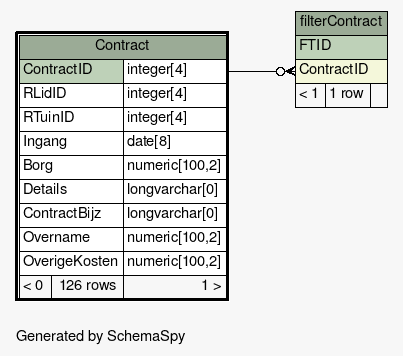 Contract
ContractID integer[4]
RLidID integer[4]
RTuinID integer[4]
Ingang date[8]
Borg numeric[100,2]
Details longvarchar[0]
ContractBijz longvarchar[0]
Overname numeric[100,2]
OverigeKosten numeric[100,2]
< 0 126 rows 1 >
filterContract
FTID
ContractID
< 1 1 row
Generated by SchemaSpy